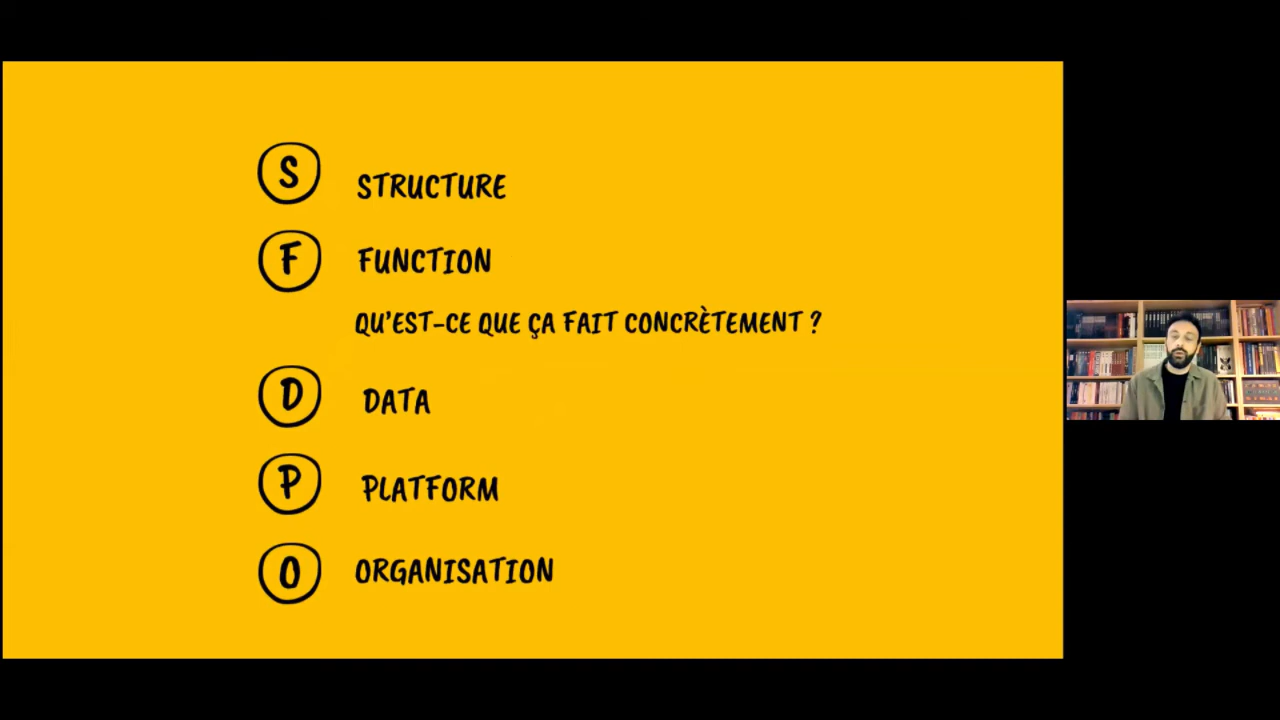 S STRUCTURE
F FUNCTION
QU'EST-CE QUE ÇA FAIT CONCRÈTEMENT ?
D DATA
P PLATFORM
O ORGANISATION